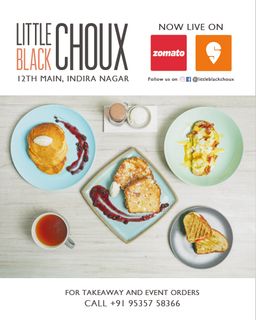 LITTLE
BLACK
CHOUX
12TH MAIN, INDIRA NAGAR
NOW LIVE ON
zomato
Follow us on @littleblackchoux
FOR TAKEAWAY AND EVENT ORDERS
CALL +91 95357 58366